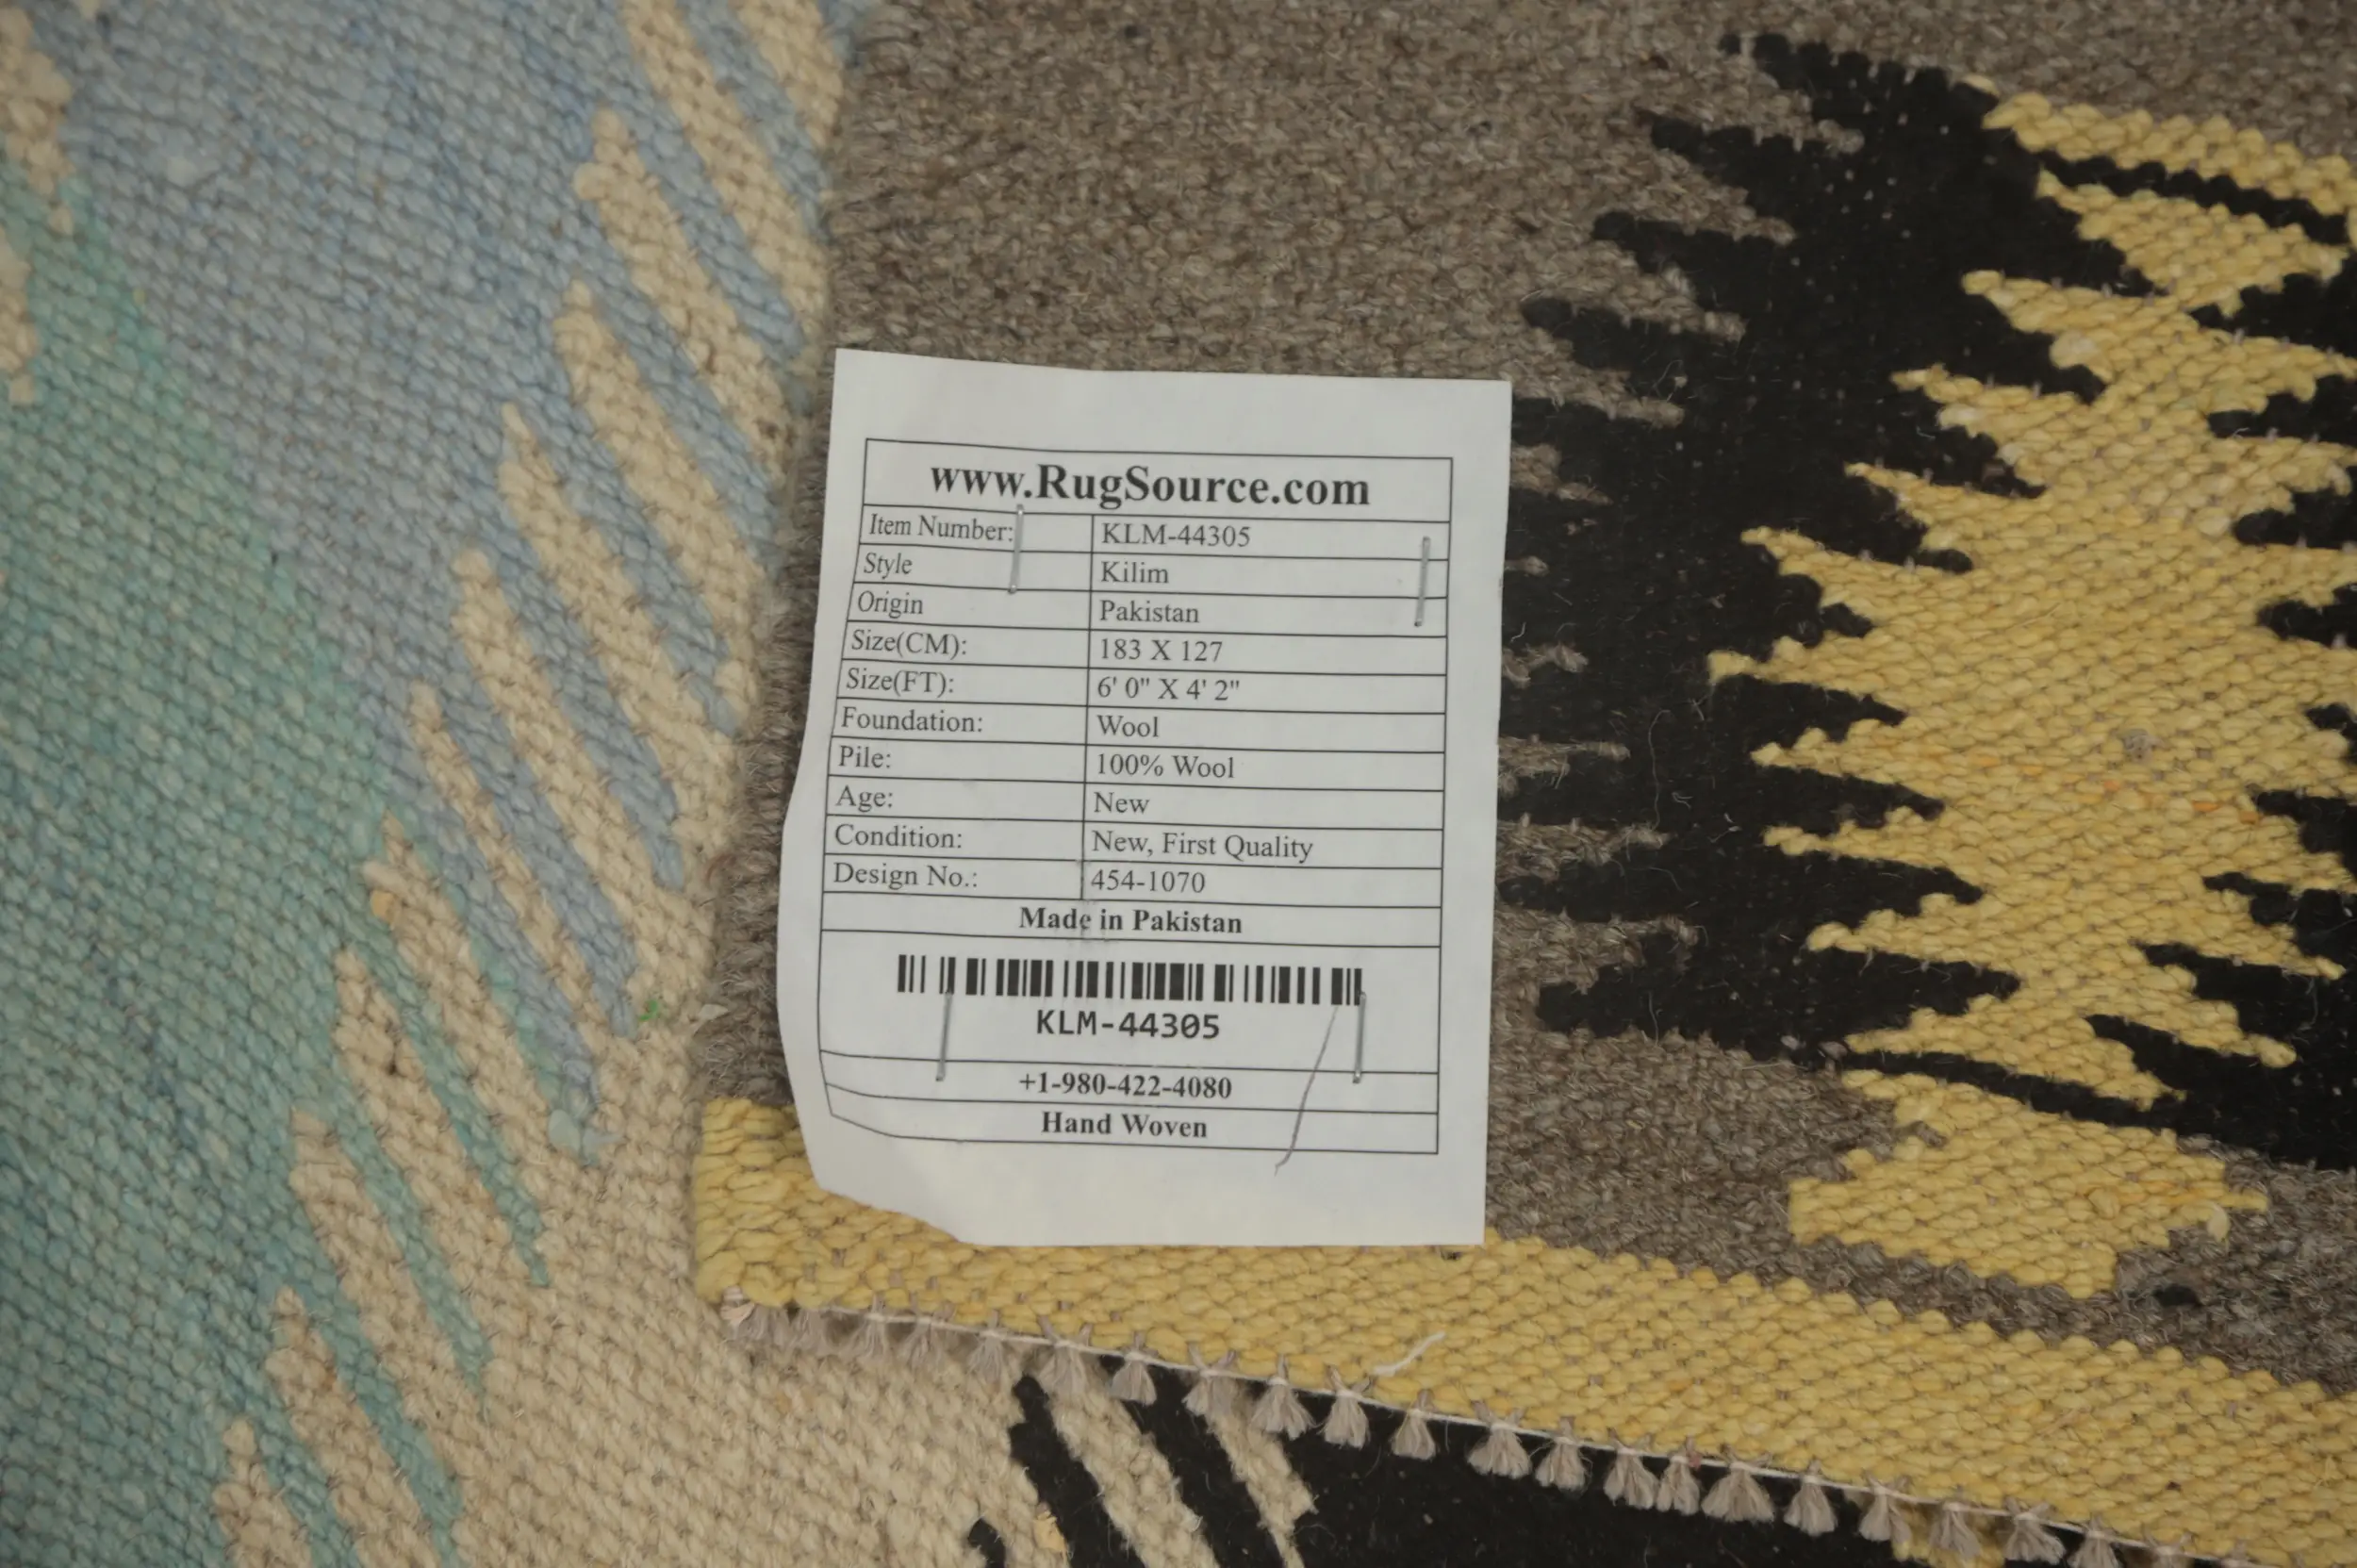 www.RugSource.com
Item Number: KLM-44305
Style Kilim
Origin Pakistan
Size(CM): 183 X 127
Size(FT): 6' 0" X 4' 2"
Foundation: Wool
Pile: 100% Wool
Age: New
Condition: New, First Quality
Design No.: 454-1070
Made in Pakistan
KLM-44305
+1-980-422-4080
Hand Woven